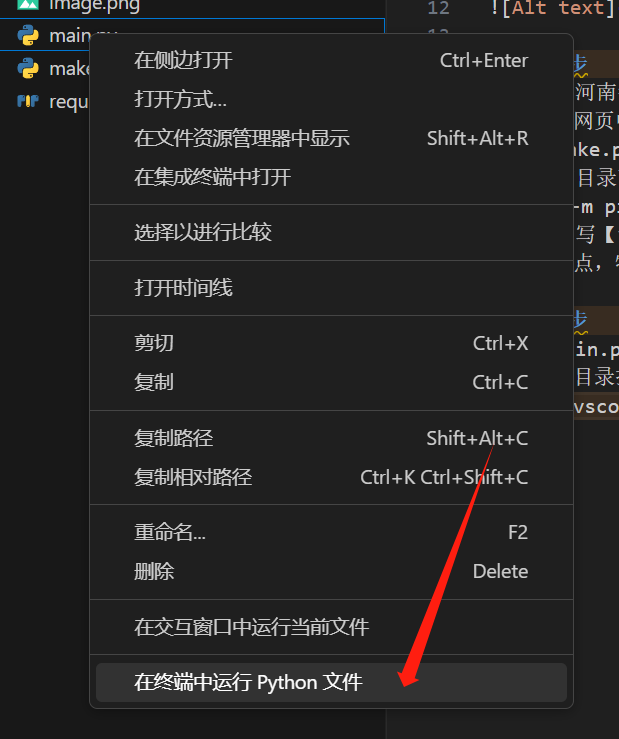 image.png
12
![Alt text]
main.py
在侧边打开 Ctrl+Enter
步
打开方式...
河南
网页
在文件资源管理器中显示 Shift+Alt+R
ke.p
在集成终端中打开
目录
-m
选择以进行比较
写【
点,
打开时间线
步
剪切 Ctrl+X
in.p
复制 Ctrl+C
目录
vsco
复制路径 Shift+Alt+C
复制相对路径 Ctrl+K Ctrl+Shift+C
重命名... F2
删除 Delete
在交互窗口中运行当前文件
在终端中运行 Python 文件
make
requ